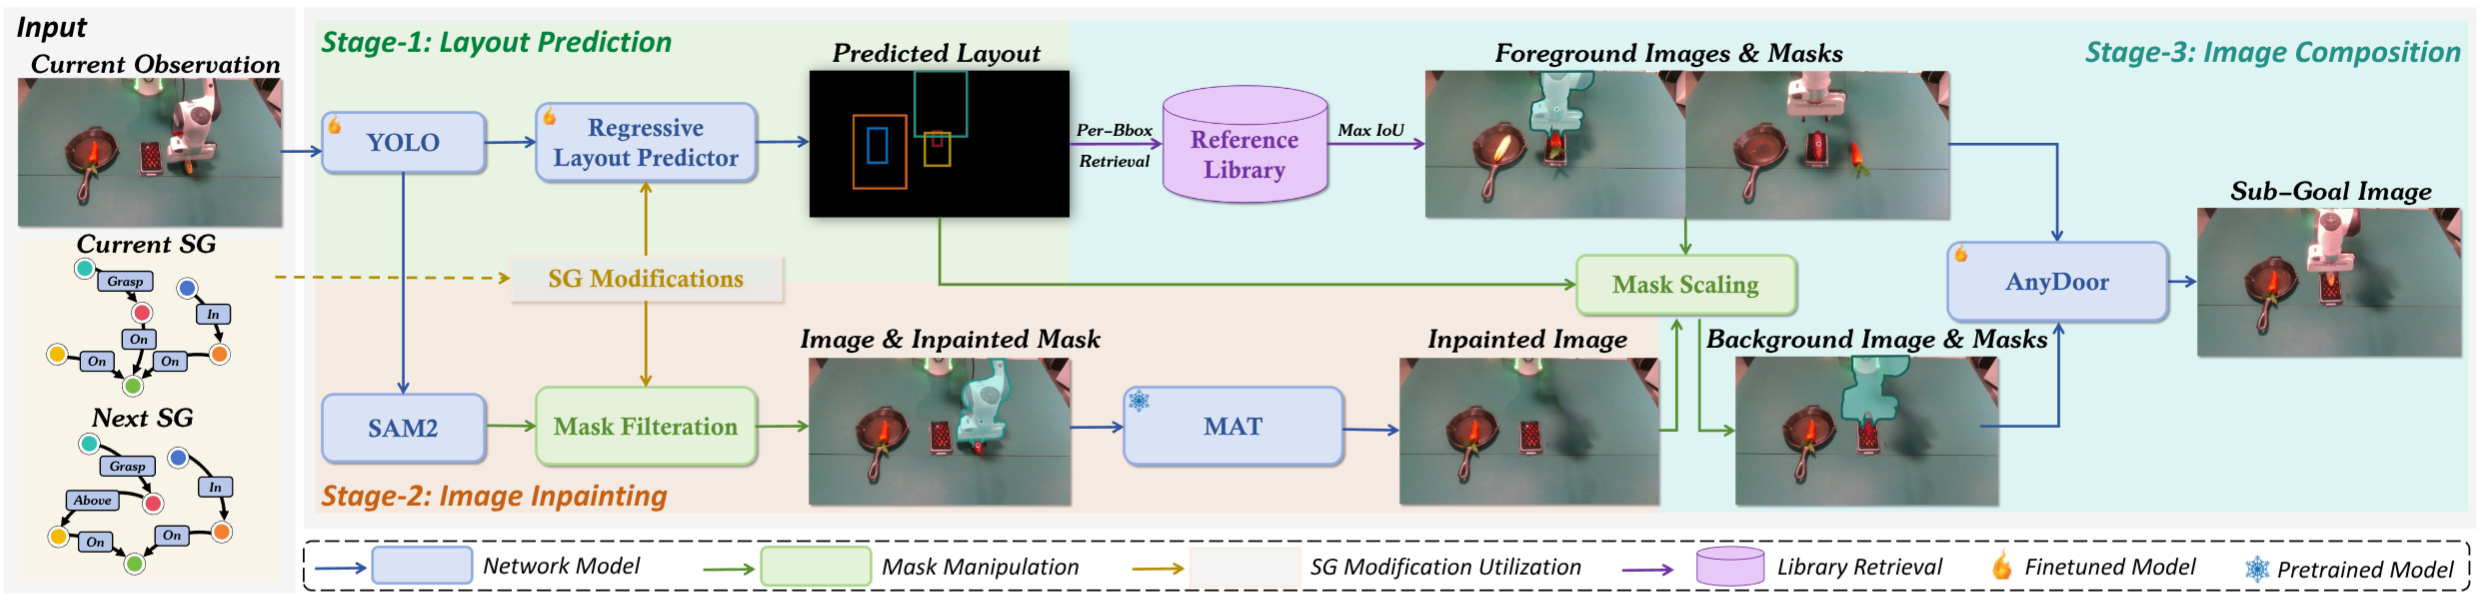 Input
Current Observation
Current SG
Grasp
In
On
On
On
Next SG
Grasp
In
Above
On
On
Stage-1: Layout Prediction
YOLO
Regressive
Layout Predictor
Predicted Layout
SG Modifications
Stage-2: Image Inpainting
SAM2
Mask Filteration
Image & Inpainted Mask
MAT
Inpainted Image
Stage-3: Image Composition
Per-Bbox
Retrieval
Reference
Library
Max IoU
Foreground Images & Masks
Mask Scaling
Background Image & Masks
AnyDoor
Sub-Goal Image
Network Model
Mask Manipulation
SG Modification Utilization
Library Retrieval
Finetuned Model
Pretrained Model